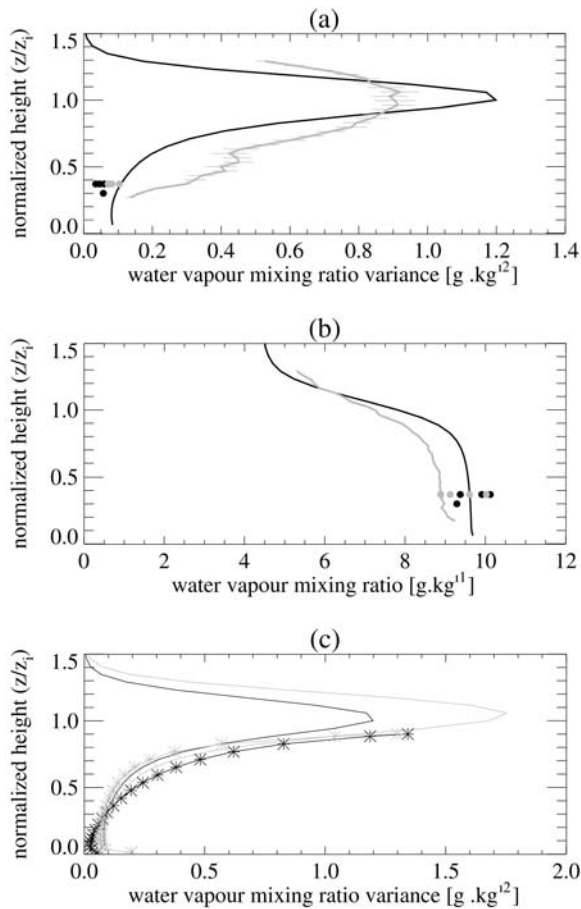 (a)
normalized height (z/zi)
1.5
1.0
0.5
0.0
0.0 0.2 0.4 0.6 0.8 1.0 1.2 1.4
water vapour mixing ratio variance [g .kg¹²]
(b)
normalized height (z/zi)
1.5
1.0
0.5
0.0
0 2 4 6 8 10 12
water vapour mixing ratio [g.kg¹¹]
(c)
normalized height (z/zi)
1.5
1.0
0.5
0.0
0.0 0.5 1.0 1.5 2.0
water vapour mixing ratio variance [g .kg¹²]